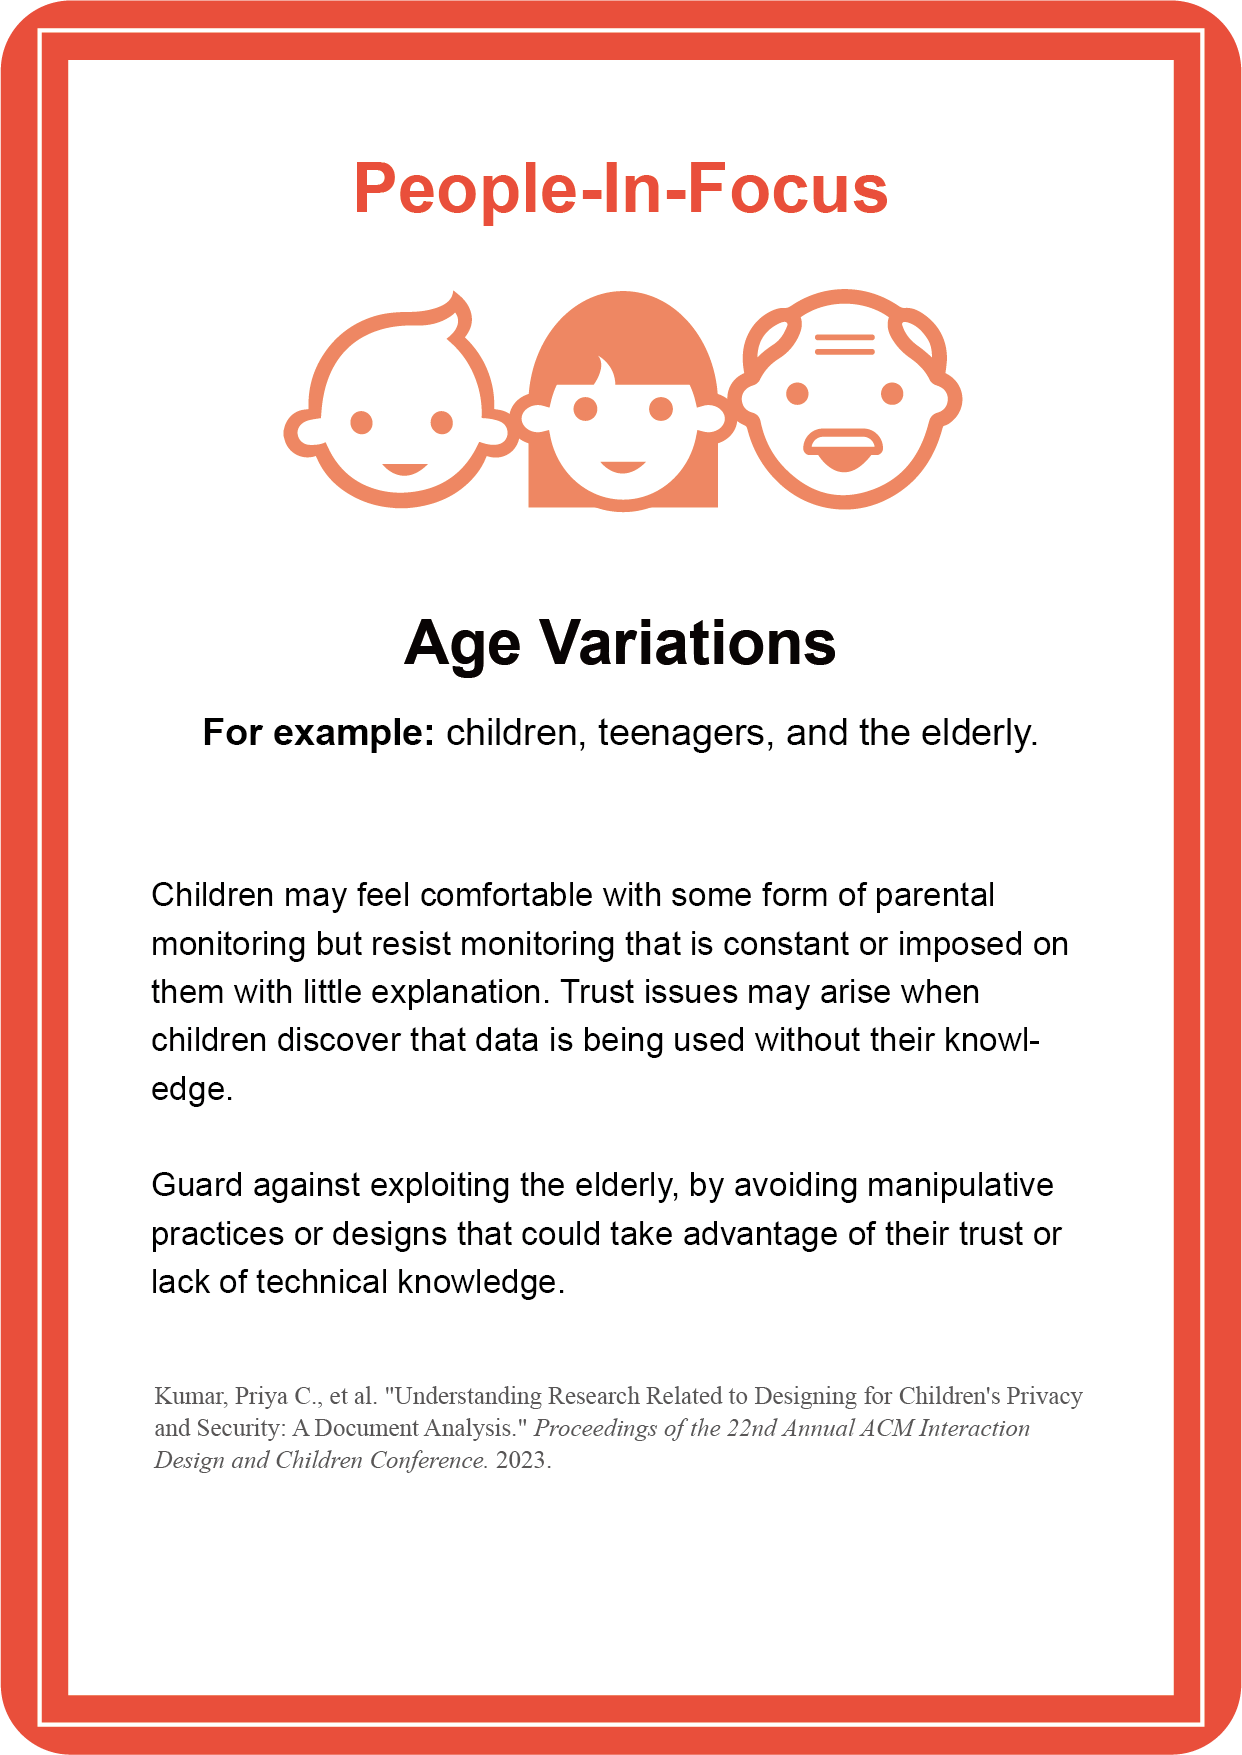 People-In-Focus
Age Variations
For example: children, teenagers, and the elderly.
Children may feel comfortable with some form of parental
monitoring but resist monitoring that is constant or imposed on
them with little explanation. Trust issues may arise when
children discover that data is being used without their knowl-
edge.
Guard against exploiting the elderly, by avoiding manipulative
practices or designs that could take advantage of their trust or
lack of technical knowledge.
Kumar, Priya C., et al. "Understanding Research Related to Designing for Children's Privacy
and Security: A Document Analysis." Proceedings of the 22nd Annual ACM Interaction
Design and Children Conference. 2023.